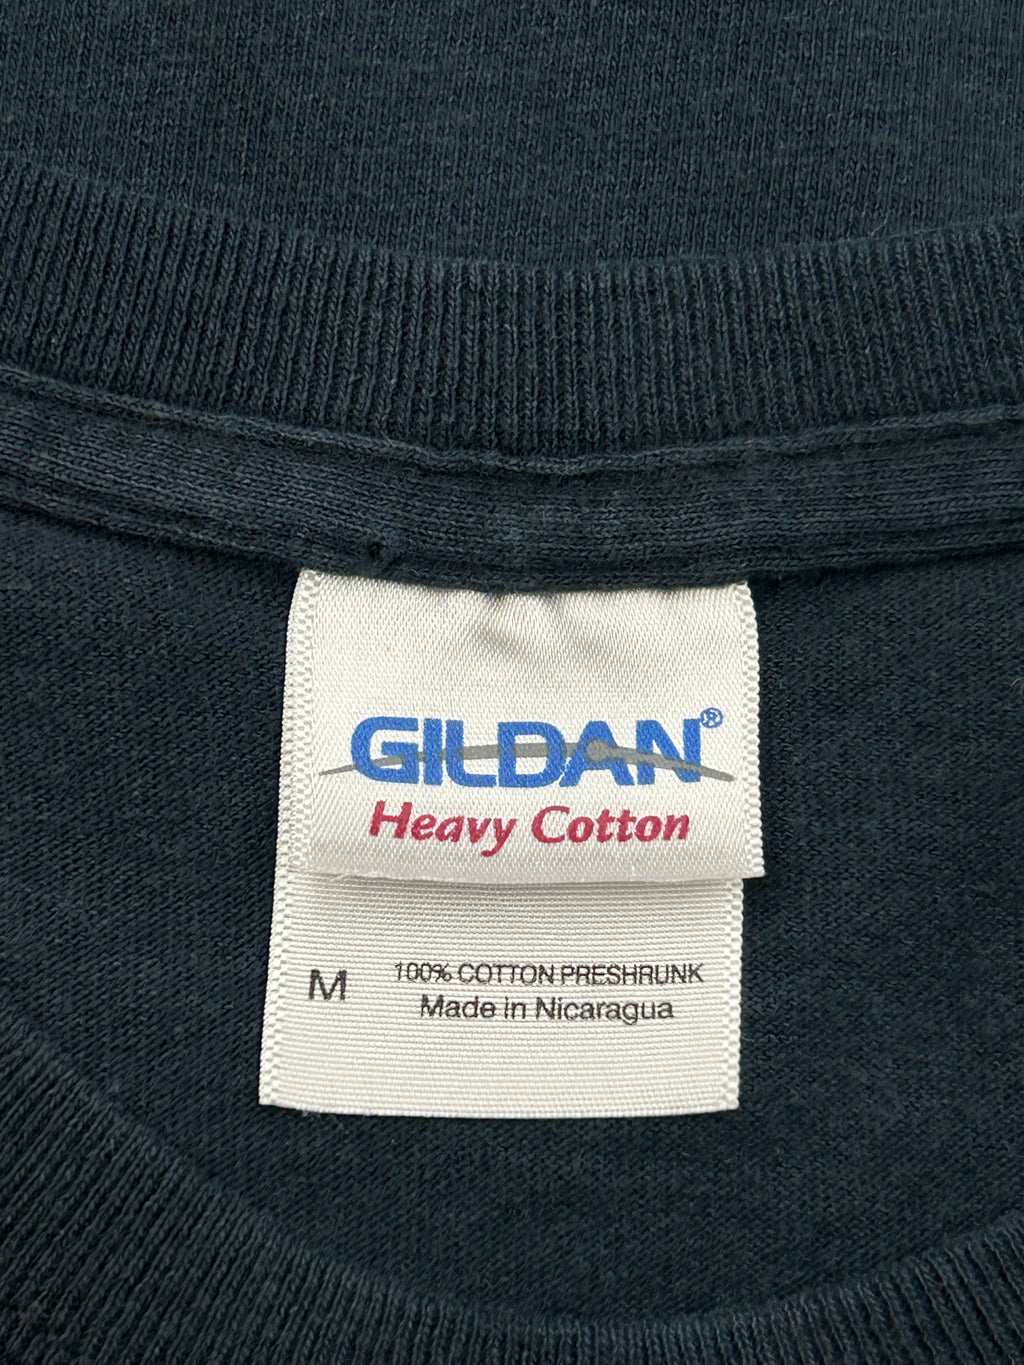 GILDAN®
Heavy Cotton
M
100% COTTON PRESHRUNK
Made in Nicaragua